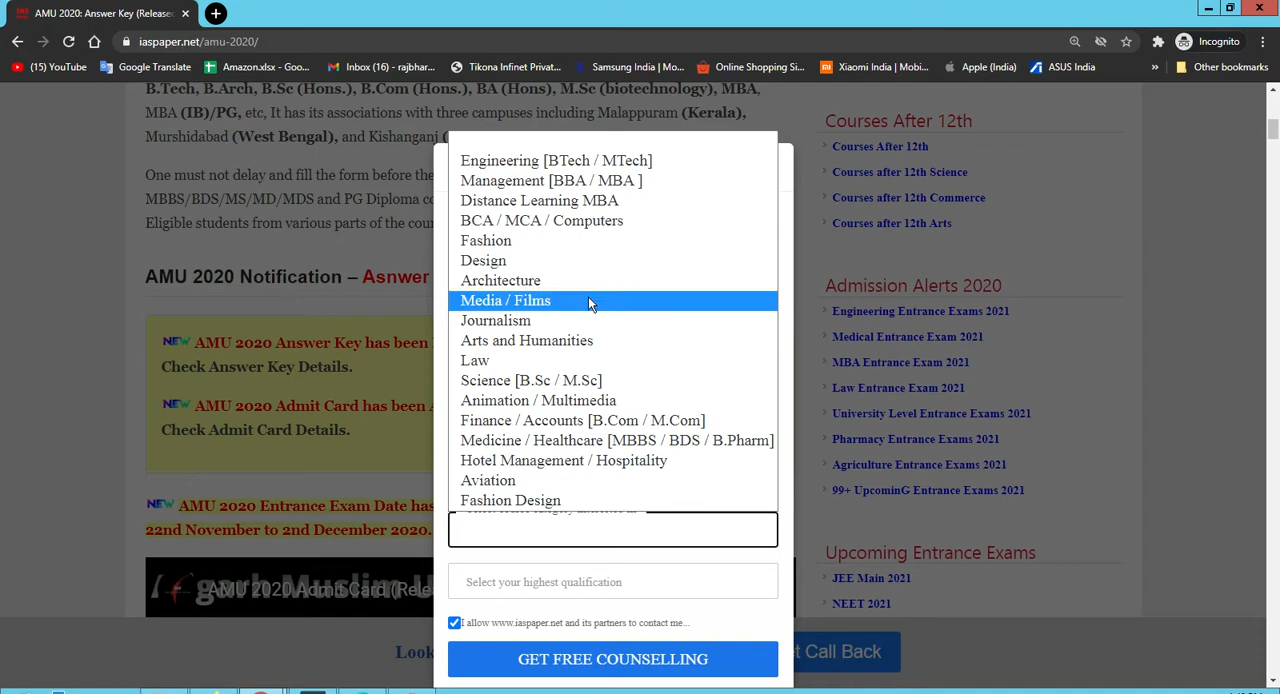 AMU 2020: Answer Key (Released
iaspaper.net/amu-2020/
Incognito
(15) YouTube
Google Translate
Amazon.xlsx - Goo...
Inbox (16) - rajbhar...
Tikona Infinet Privat...
Samsung India | Mo...
Online Shopping Si...
Xiaomi India | Mobi...
Apple (India)
ASUS India
»
Other bookmarks
B.Tech, B.Arch, B.Sc (Hons.), B.Com (Hons.), BA (Hons), M.Sc (biotechnology), MBA,
MBA (IB)/PG, etc, It has its associations with three campuses including Malappuram (Kerala),
Murshidabad (West Bengal), and Kishanganj (
One must not delay and fill the form before the
MBBS/BDS/MS/MD/MDS and PG Diploma co
Eligible students from various parts of the cour
AMU 2020 Notification – Asnwer
NEW AMU 2020 Answer Key has been
Check Answer Key Details.
NEW AMU 2020 Admit Card has been
Check Admit Card Details.
NEW AMU 2020 Entrance Exam Date has
22nd November to 2nd December 2020.
garh Muslim U
AMU 2020 Admit Card (Rele
Look
Engineering [BTech / MTech]
Management [BBA / MBA ]
Distance Learning MBA
BCA / MCA / Computers
Fashion
Design
Architecture
Media / Films
Journalism
Arts and Humanities
Law
Science [B.Sc / M.Sc]
Animation / Multimedia
Finance / Accounts [B.Com / M.Com]
Medicine / Healthcare [MBBS / BDS / B.Pharm]
Hotel Management / Hospitality
Aviation
Fashion Design
Select your highest qualification
I allow www.iaspaper.net and its partners to contact me...
GET FREE COUNSELLING
t Call Back
Courses After 12th
Courses After 12th
Courses after 12th Science
Courses after 12th Commerce
Courses after 12th Arts
Admission Alerts 2020
Engineering Entrance Exams 2021
Medical Entrance Exam 2021
MBA Entrance Exam 2021
Law Entrance Exam 2021
University Level Entrance Exams 2021
Pharmacy Entrance Exams 2021
Agriculture Entrance Exams 2021
99+ UpcominG Entrance Exams 2021
Upcoming Entrance Exams
JEE Main 2021
NEET 2021